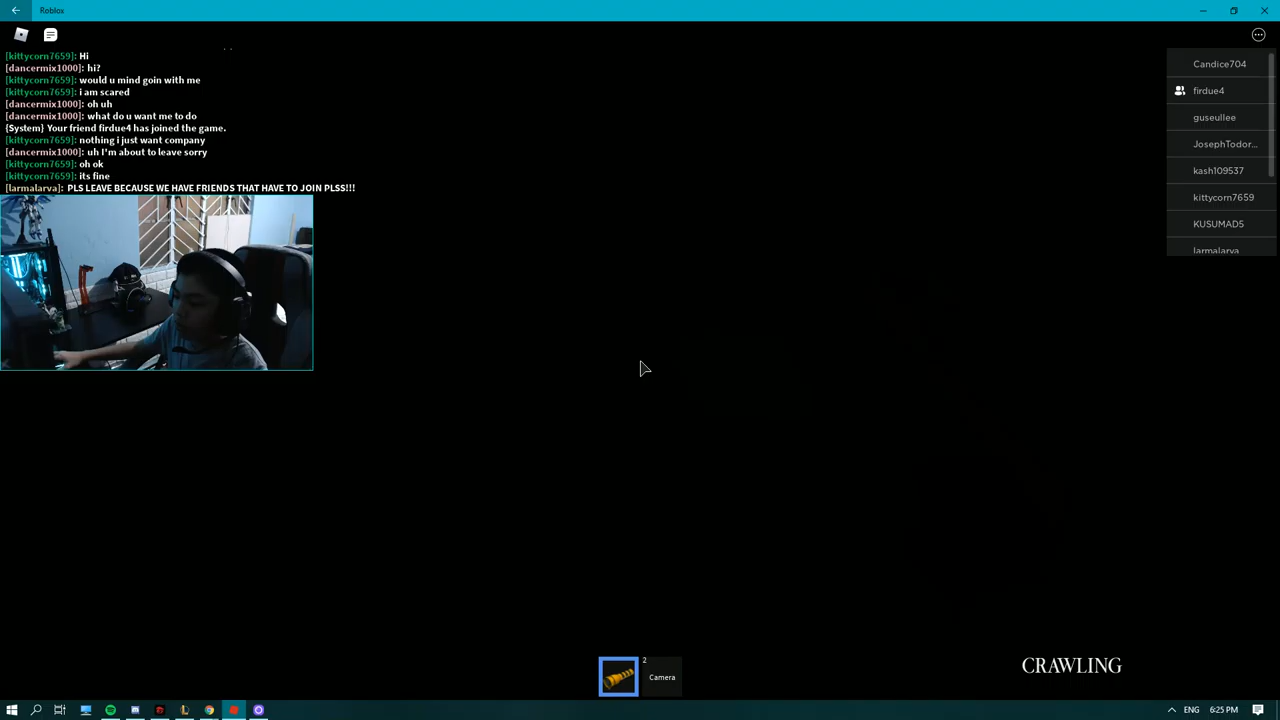 Roblox
[kittycorn7659]: Hi
[dancermix1000]: hi?
[kittycorn7659]: would u mind goin with me
[kittycorn7659]: i am scared
[dancermix1000]: oh uh
[dancermix1000]: what do u want me to do
{System} Your friend firdue4 has joined the game.
[kittycorn7659]: nothing i just want company
[dancermix1000]: uh I'm about to leave sorry
[kittycorn7659]: oh ok
[kittycorn7659]: its fine
[larmalarva]: PLS LEAVE BECAUSE WE HAVE FRIENDS THAT HAVE TO JOIN PLSS!!!
Candice704
firdue4
guseullee
JosephTodor...
kash109537
kittycorn7659
KUSUMAD5
larmalarva
2
Camera
CRAWLING
ENG
6:25 PM